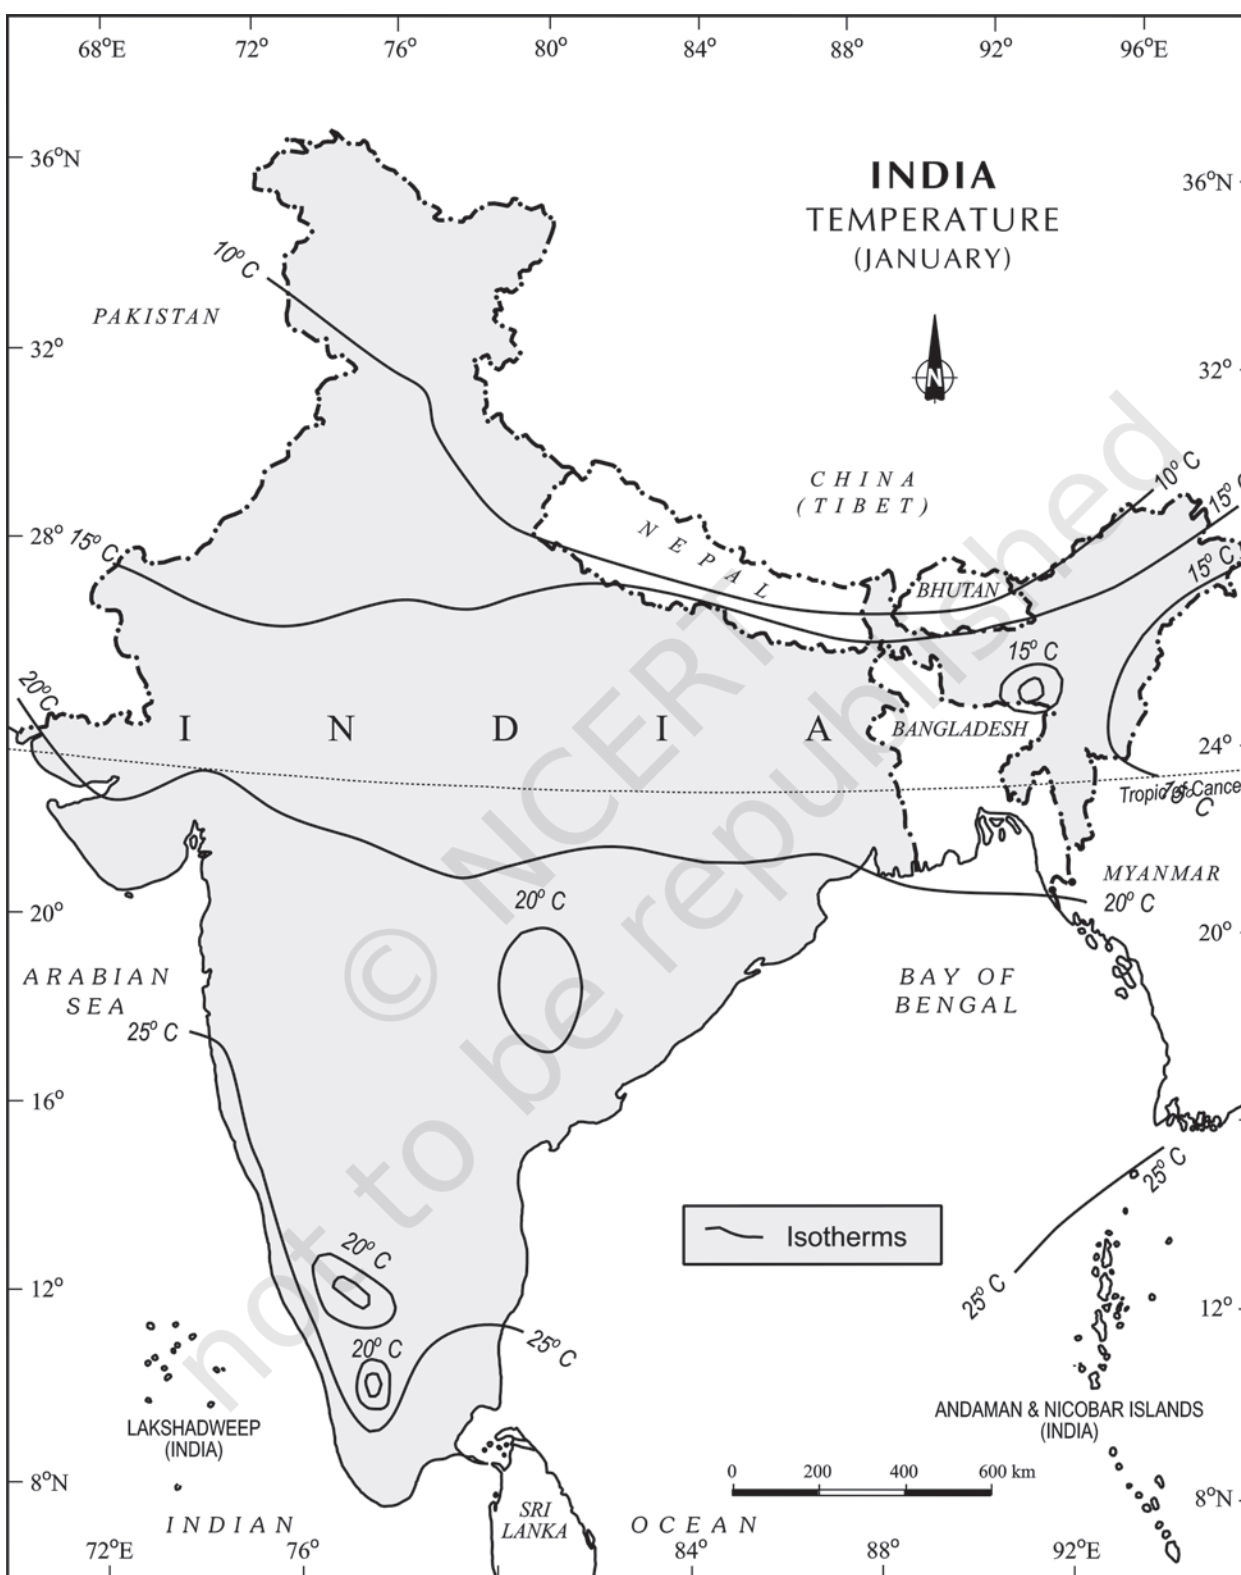 68°E 72° 76° 80° 84° 88° 92° 96°E
36°N
INDIA
TEMPERATURE
(JANUARY)
36°N
10° C
PAKISTAN
32°
32°
N
CHINA
(TIBET)
10° C
15° C
28°
15° C
NEPAL
BHUTAN
15° C
15° C
20° C
INDIA
BANGLADESH
24°
Tropic of Cancer
15° C
MYANMAR
20° C
20° C
20°
20°
ARABIAN
SEA
BAY OF
BENGAL
25° C
16°
25° C
Isotherms
20° C
12°
25° C
12°
20° C
25° C
LAKSHADWEEP
(INDIA)
ANDAMAN & NICOBAR ISLANDS
(INDIA)
0 200 400 600 km
8°N
8°N
SRI
LANKA
INDIAN OCEAN
72°E 76° 84° 88° 92°E
© NCERT
not to be republished